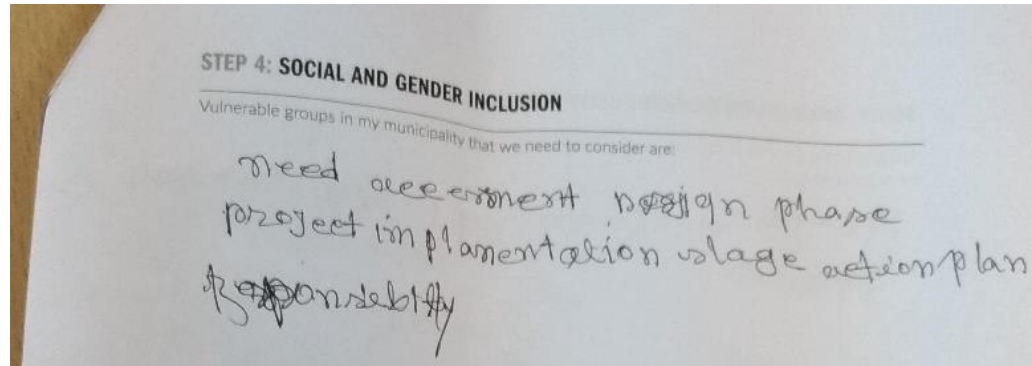 STEP 4: SOCIAL AND GENDER INCLUSION
Vulnerable groups in my municipality that we need to consider are:
need phase
project implamentation stage action plan